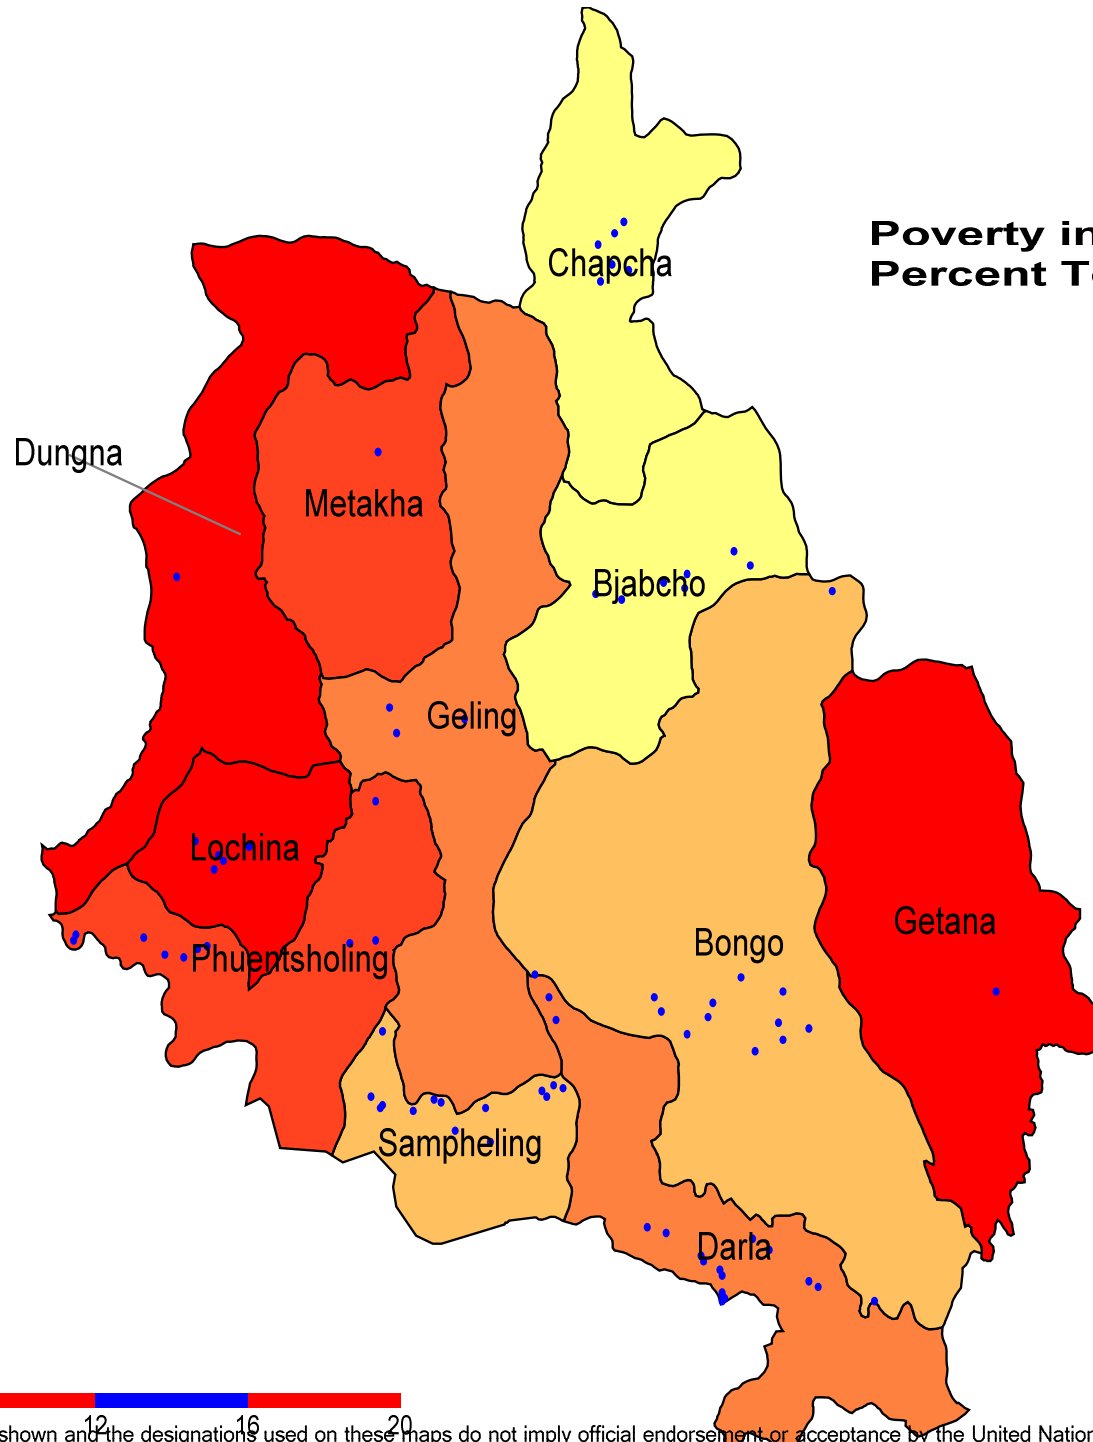 Poverty in
Chapcha
Percent T
Dungna
Metakha
Bjabcho
Geling
Lochina
Getana
Bongo
Phuentsholing
Sampheling
Darla
12 16 20
shown and the designations used on these maps do not imply official endorsement or acceptance by the United Nation